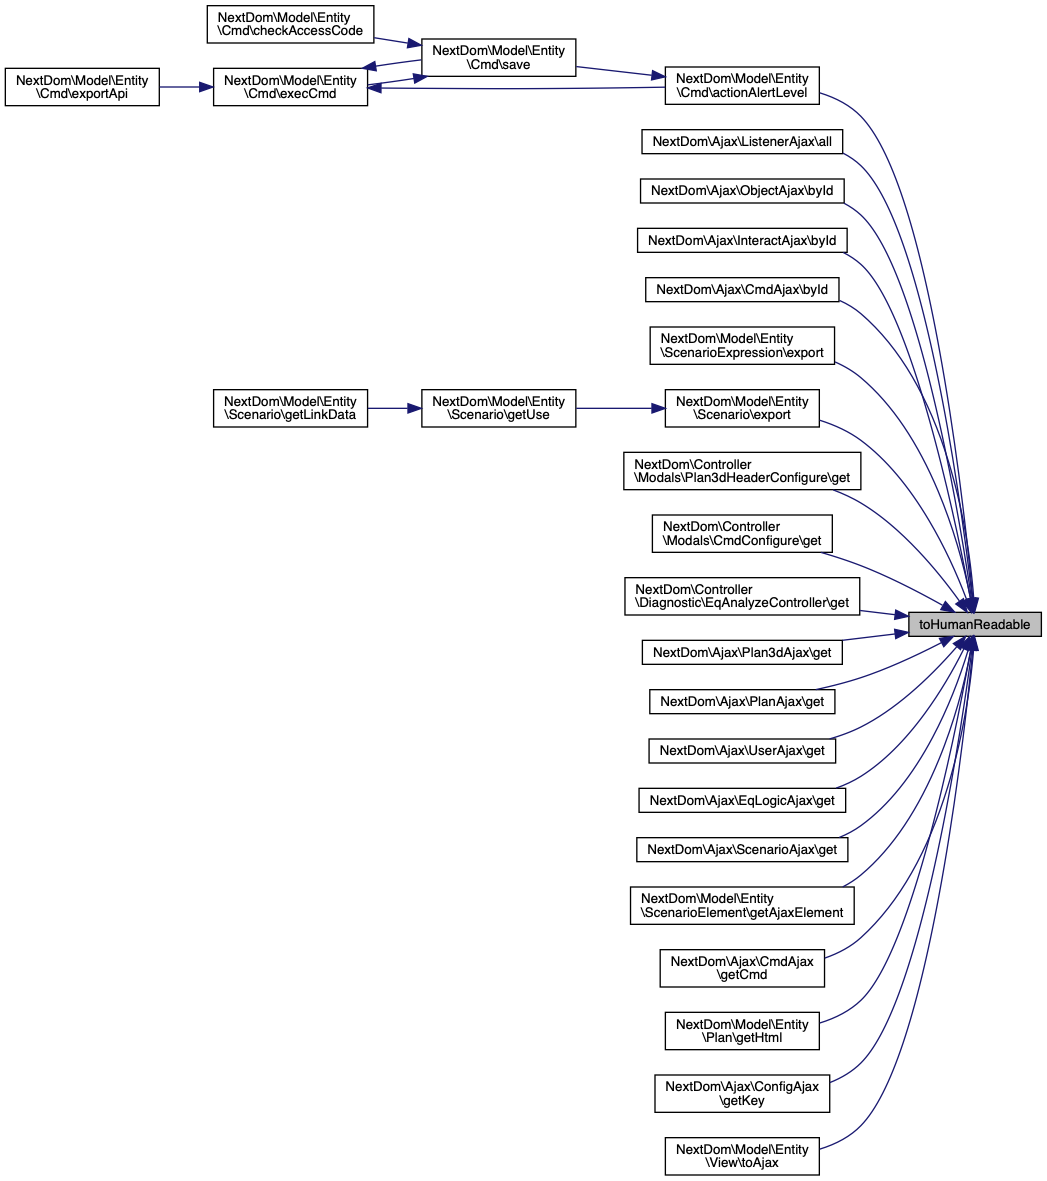 NextDom\Model\Entity
\Cmd\checkAccessCode
NextDom\Model\Entity
\Cmd\save
NextDom\Model\Entity
\Cmd\exportApi
NextDom\Model\Entity
\Cmd\execCmd
NextDom\Model\Entity
\Cmd\actionAlertLevel
NextDom\Ajax\ListenerAjax\all
NextDom\Ajax\ObjectAjax\byId
NextDom\Ajax\InteractAjax\byId
NextDom\Ajax\CmdAjax\byId
NextDom\Model\Entity
\ScenarioExpression\export
NextDom\Model\Entity
\Scenario\getLinkData
NextDom\Model\Entity
\Scenario\getUse
NextDom\Model\Entity
\Scenario\export
NextDom\Controller
\Modals\Plan3dHeaderConfigure\get
NextDom\Controller
\Modals\CmdConfigure\get
NextDom\Controller
\Diagnostic\EqAnalyzeController\get
toHumanReadable
NextDom\Ajax\Plan3dAjax\get
NextDom\Ajax\PlanAjax\get
NextDom\Ajax\UserAjax\get
NextDom\Ajax\EqLogicAjax\get
NextDom\Ajax\ScenarioAjax\get
NextDom\Model\Entity
\ScenarioElement\getAjaxElement
NextDom\Ajax\CmdAjax
\getCmd
NextDom\Model\Entity
\Plan\getHtml
NextDom\Ajax\ConfigAjax
\getKey
NextDom\Model\Entity
\View\toAjax